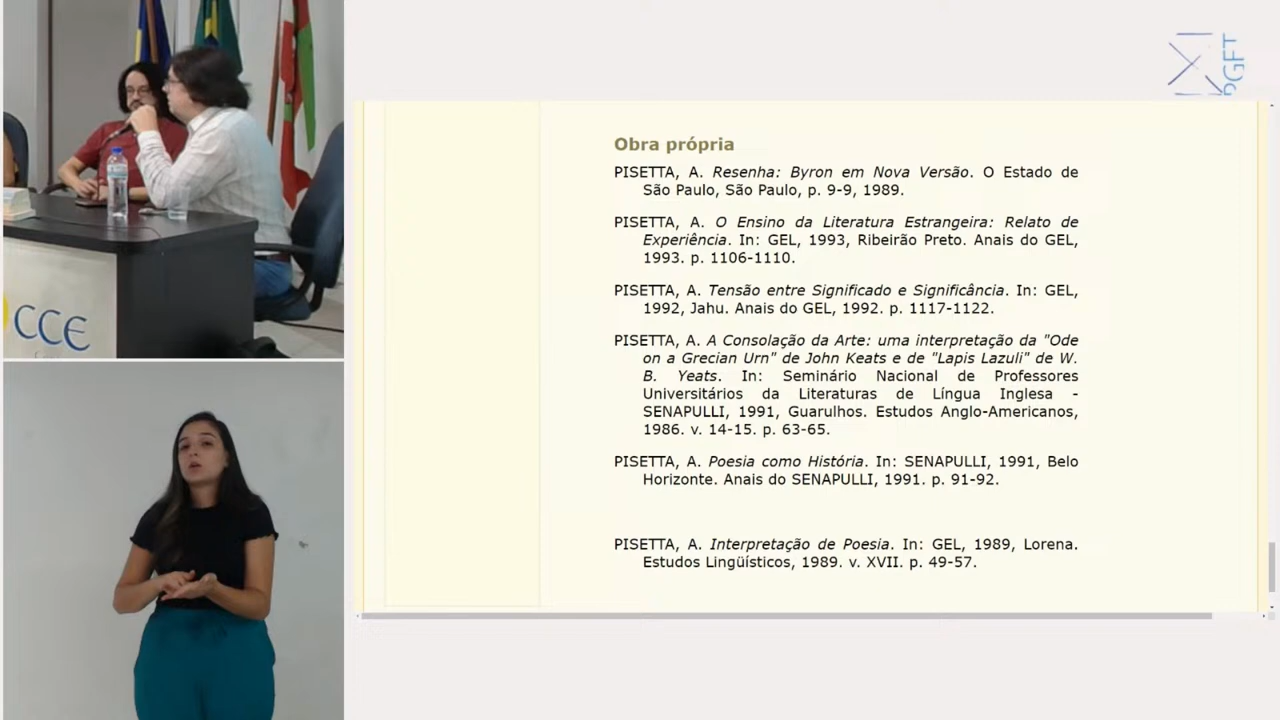 PGFT
CCE
Obra própria
PISETTA, A. Resenha: Byron em Nova Versão. O Estado de
São Paulo, São Paulo, p. 9-9, 1989.
PISETTA, A. O Ensino da Literatura Estrangeira: Relato de
Experiência. In: GEL, 1993, Ribeirão Preto. Anais do GEL,
1993. p. 1106-1110.
PISETTA, A. Tensão entre Significado e Significância. In: GEL,
1992, Jahu. Anais do GEL, 1992. p. 1117-1122.
PISETTA, A. A Consolação da Arte: uma interpretação da "Ode
on a Grecian Urn" de John Keats e de "Lapis Lazuli" de W.
B. Yeats. In: Seminário Nacional de Professores
Universitários da Literaturas de Língua Inglesa -
SENAPULLI, 1991, Guarulhos. Estudos Anglo-Americanos,
1986. v. 14-15. p. 63-65.
PISETTA, A. Poesia como História. In: SENAPULLI, 1991, Belo
Horizonte. Anais do SENAPULLI, 1991. p. 91-92.
PISETTA, A. Interpretação de Poesia. In: GEL, 1989, Lorena.
Estudos Lingüísticos, 1989. v. XVII. p. 49-57.